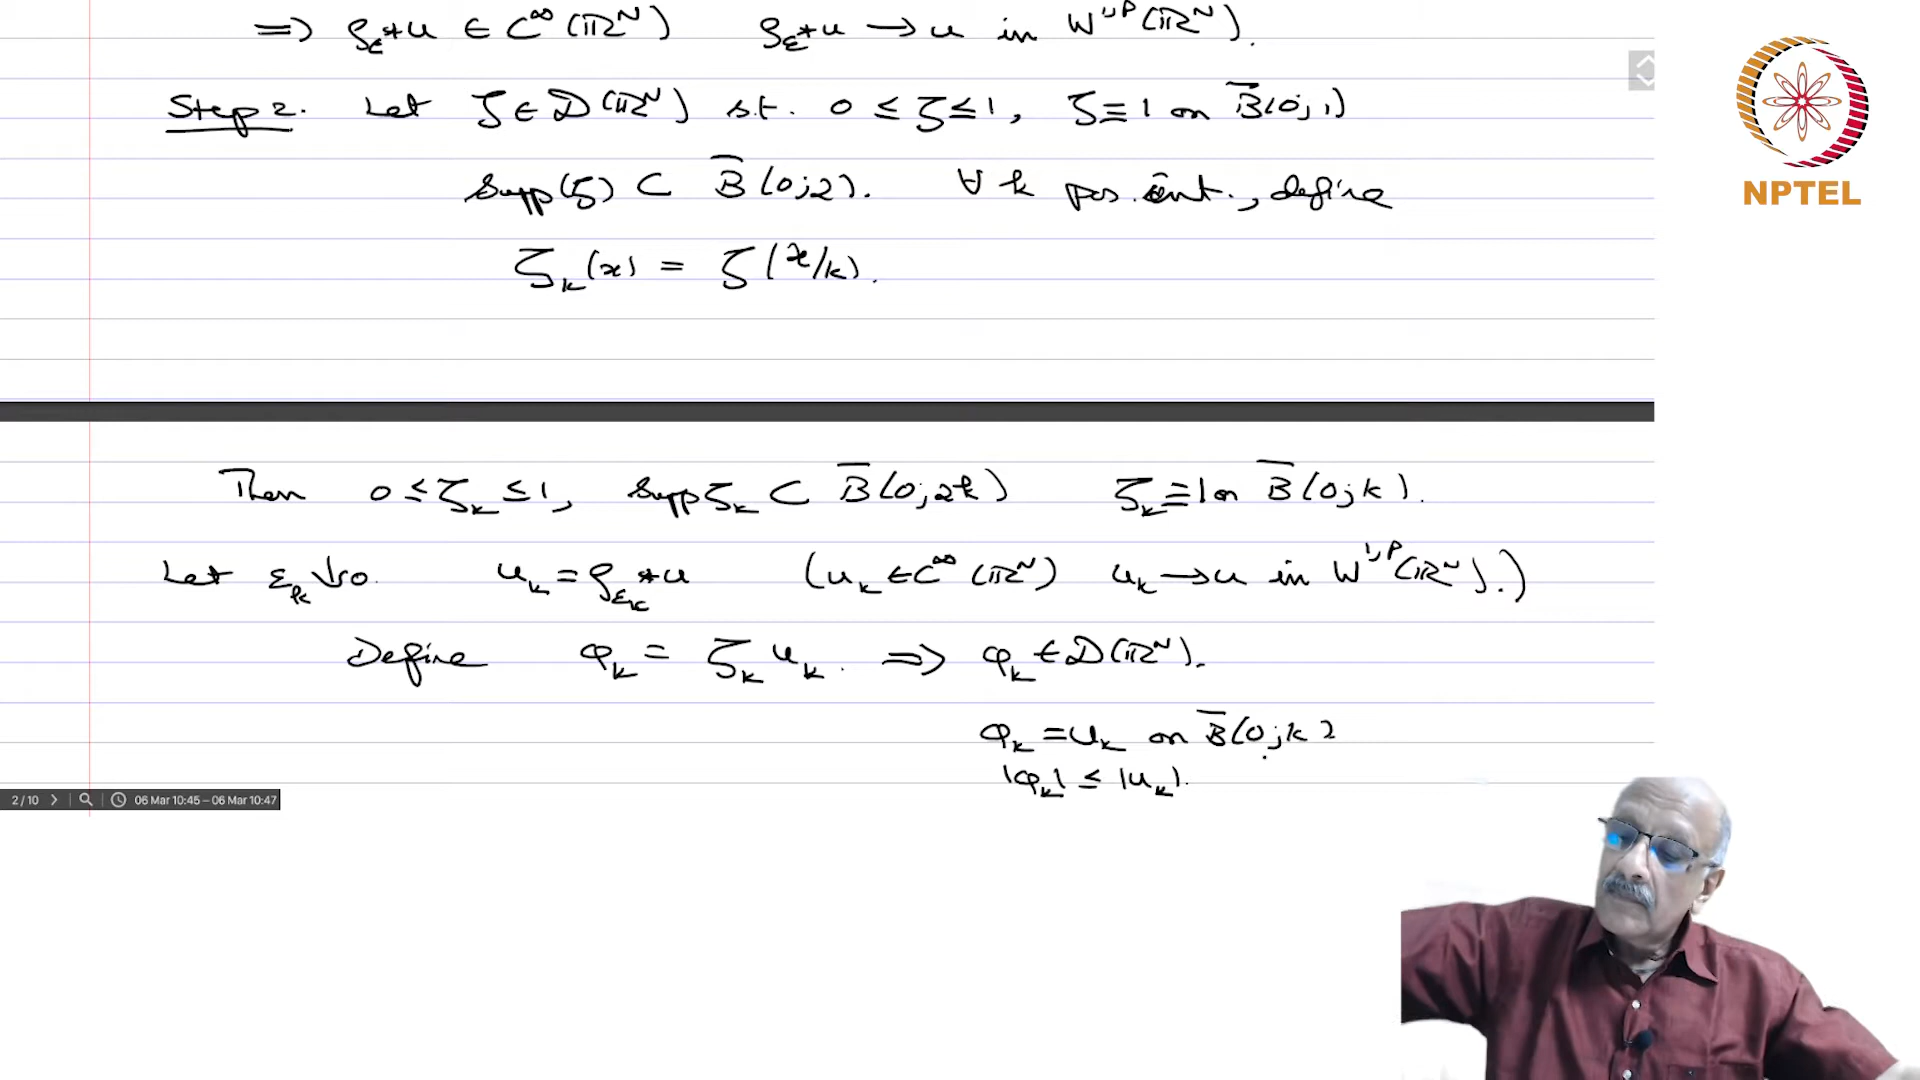 ⇒ ρ_ε*u ∈ C^∞(ℝ^N) ρ_ε*u → u in W^{1,p}(ℝ^N).
Step 2. Let ζ ∈ 𝒟(ℝ^N) s.t. 0 ≤ ζ ≤ 1, ζ ≡ 1 on B̅(0;1)
supp(ζ) ⊂ B̅(0;2). ∀ k pos. int., define
ζ_k(x) = ζ(x/k).
NPTEL
Then 0 ≤ ζ_k ≤ 1, supp ζ_k ⊂ B̅(0;2k) ζ_k ≡ 1 on B̅(0;k).
Let ε_k ↓ 0. u_k = ρ_{ε_k}*u (u_k ∈ C^∞(ℝ^N) u_k → u in W^{1,p}(ℝ^N).)
Define φ_k = ζ_k u_k. ⇒ φ_k ∈ 𝒟(ℝ^N).
φ_k = u_k on B̅(0;k)
|φ_k| ≤ |u_k|.
2 / 10 06 Mar 10:45 – 06 Mar 10:47